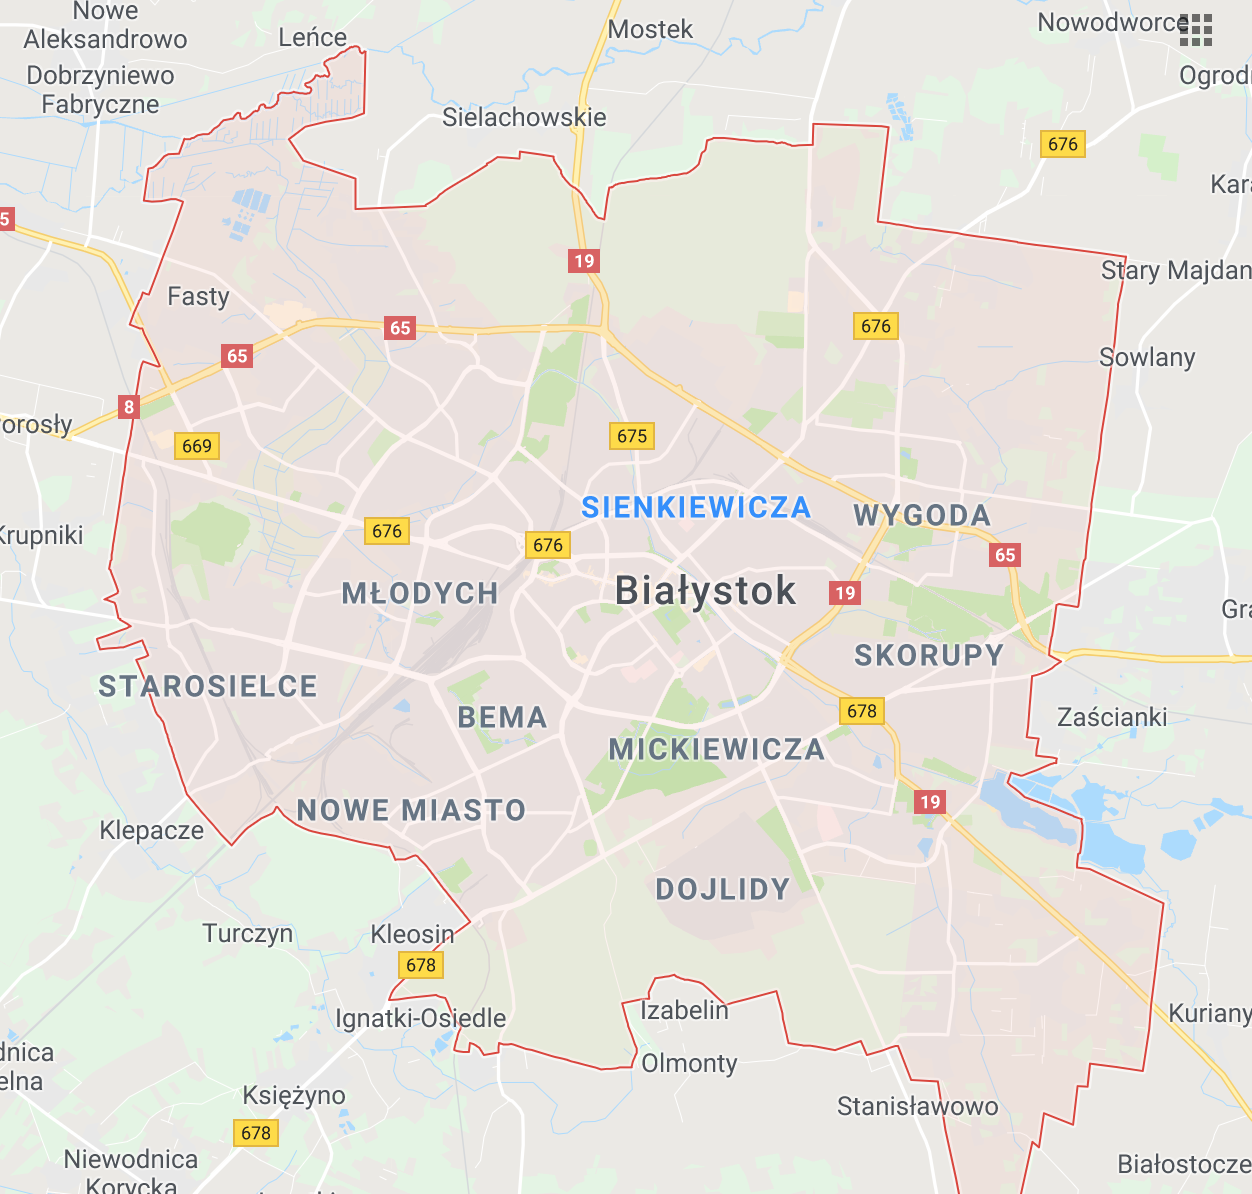 Nowe
Aleksandrowo
Leńce
Mostek
Nowodworce
Dobrzyniewo
Fabryczne
Ogrod
Sielachowskie
676
Kara
5
19
Stary Majdan
Fasty
65
676
65
Sowlany
8
orosły
669
675
SIENKIEWICZA
WYGODA
Krupniki
676
676
65
MŁODYCH
Białystok
19
Gra
SKORUPY
STAROSIELCE
BEMA
678
Zaścianki
MICKIEWICZA
NOWE MIASTO
19
Klepacze
DOJLIDY
Turczyn
Kleosin
678
Ignatki-Osiedle
Izabelin
Kuriany
dnica
elna
Olmonty
Księżyno
Stanisławowo
678
Niewodnica
Korycka
Białostocze